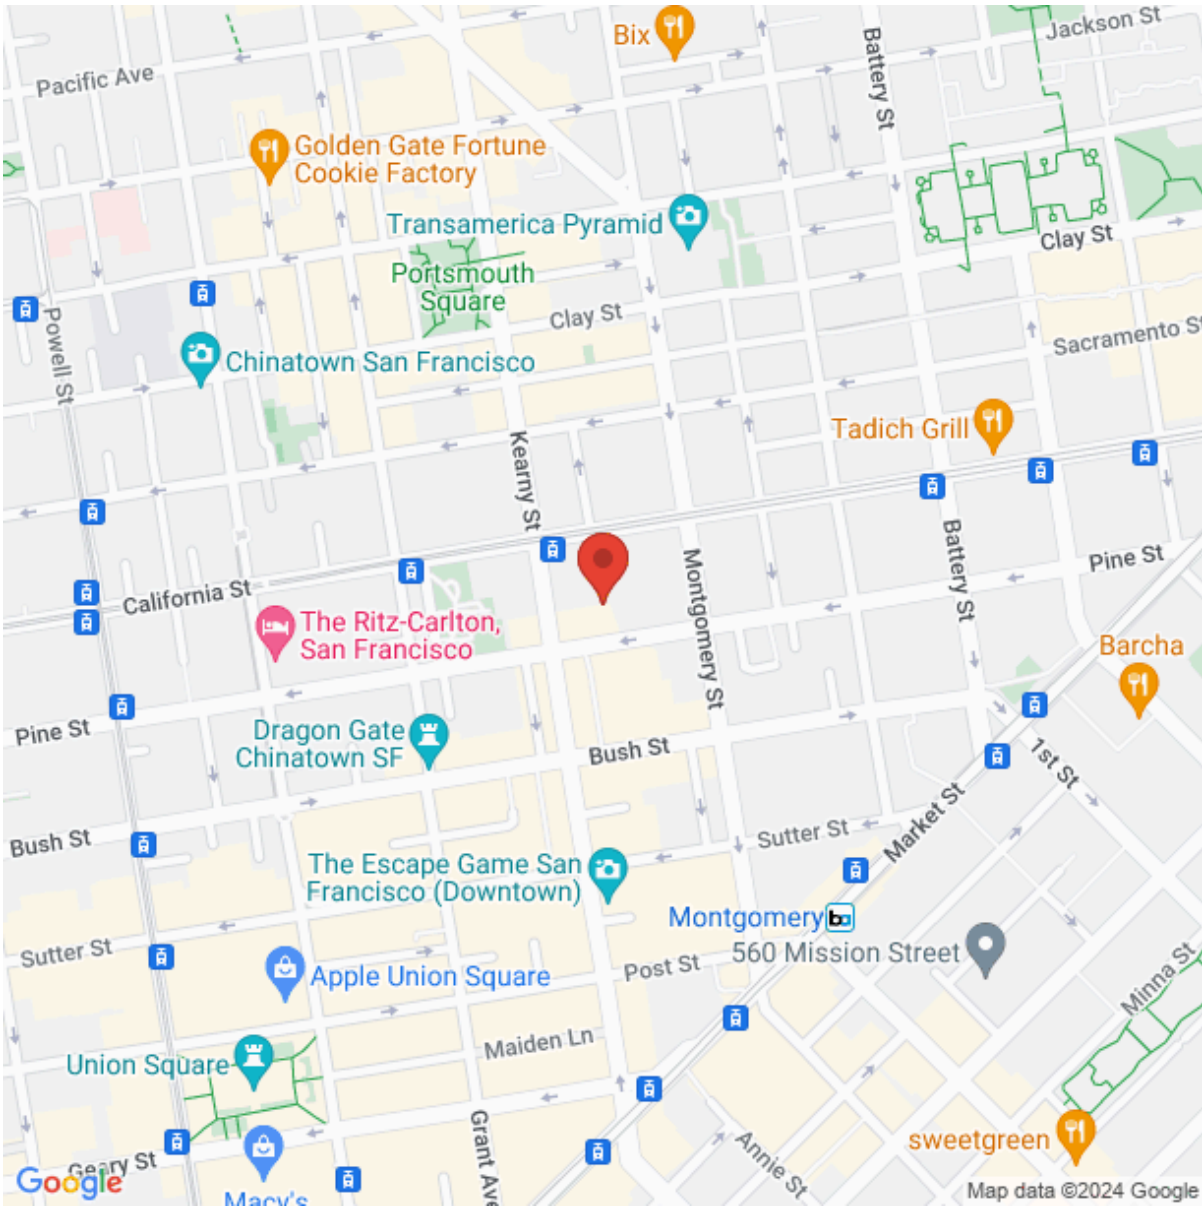 Jackson St
Bix
Battery St
Pacific Ave
Golden Gate Fortune
Cookie Factory
Transamerica Pyramid
Clay St
Portsmouth
Square
Clay St
Powell St
Sacramento St
Chinatown San Francisco
Tadich Grill
Kearny St
Battery St
Montgomery St
Pine St
California St
The Ritz-Carlton,
San Francisco
Barcha
Pine St
Dragon Gate
Chinatown SF
Bush St
1st St
Market St
Bush St
Sutter St
The Escape Game San
Francisco (Downtown)
Montgomery
Sutter St
560 Mission Street
Post St
Apple Union Square
Minna St
Maiden Ln
Union Square
Grant Ave
Annie St
sweetgreen
Geary St
Google
Macy's
Map data ©2024 Google